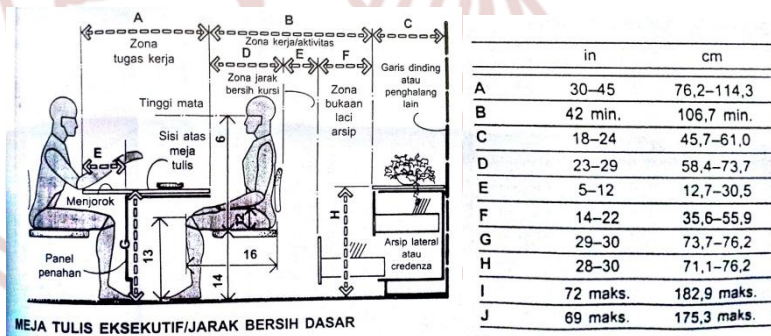 A
B
C
Zona
tugas kerja
Zona kerja/aktivitas
D
E
F
Zona jarak
bersih kursi
Zona
bukaan
laci
arsip
Garis dinding
atau
penghalang
lain
Tinggi mata
6
E
Sisi atas
meja
tulis
Menjorok
12
H
G
Panel
penahan
13
16
14
Arsip lateral
atau
credenza
MEJA TULIS EKSEKUTIF/JARAK BERSIH DASAR
in cm
A 30–45 76,2–114,3
B 42 min. 106,7 min.
C 18–24 45,7–61,0
D 23–29 58,4–73,7
E 5–12 12,7–30,5
F 14–22 35,6–55,9
G 29–30 73,7–76,2
H 28–30 71,1–76,2
I 72 maks. 182,9 maks.
J 69 maks. 175,3 maks.